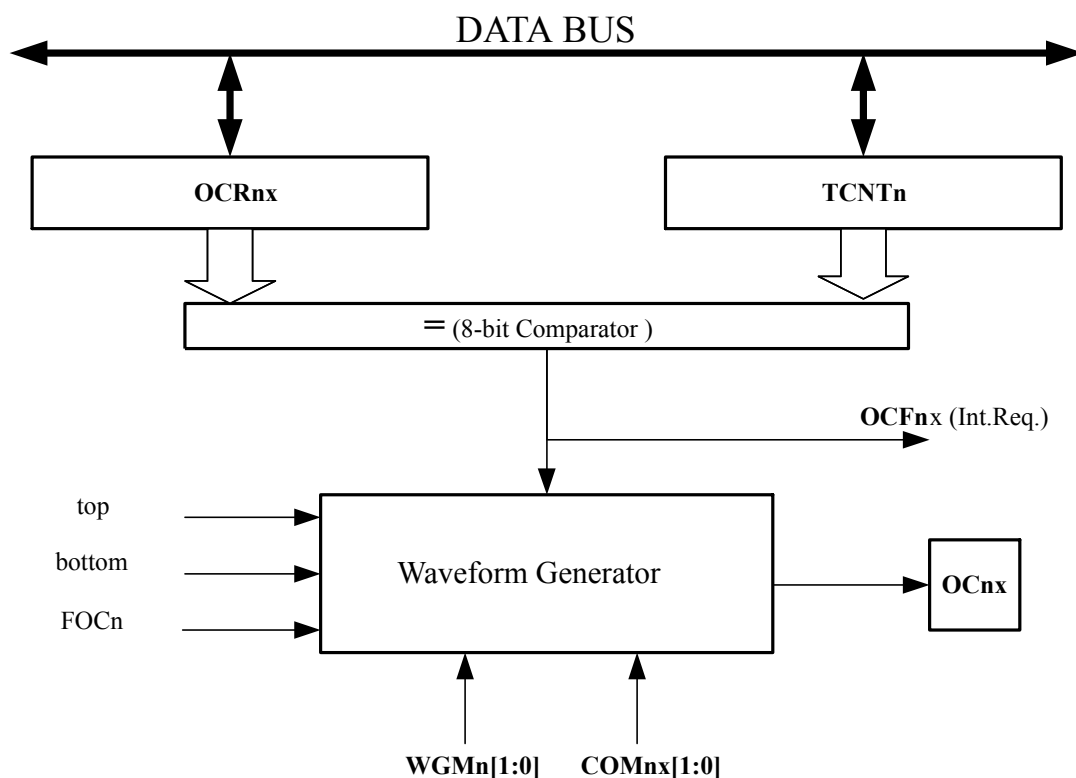 DATA BUS
OCRnx
TCNTn
= (8-bit Comparator )
OCFnx (Int.Req.)
top
bottom
FOCn
Waveform Generator
OCnx
WGMn[1:0]
COMnx[1:0]